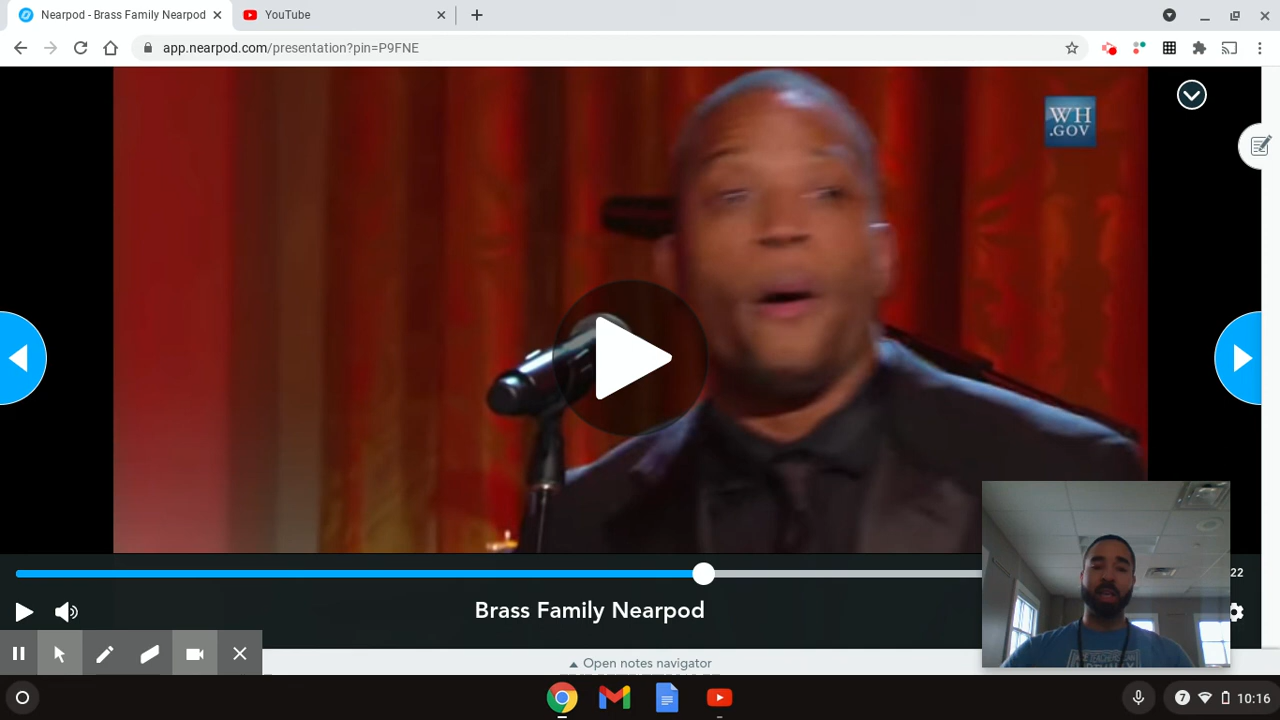 Nearpod - Brass Family Nearpod
YouTube
app.nearpod.com/presentation?pin=P9FNE
WH
.GOV
22
Brass Family Nearpod
Open notes navigator
7
10:16